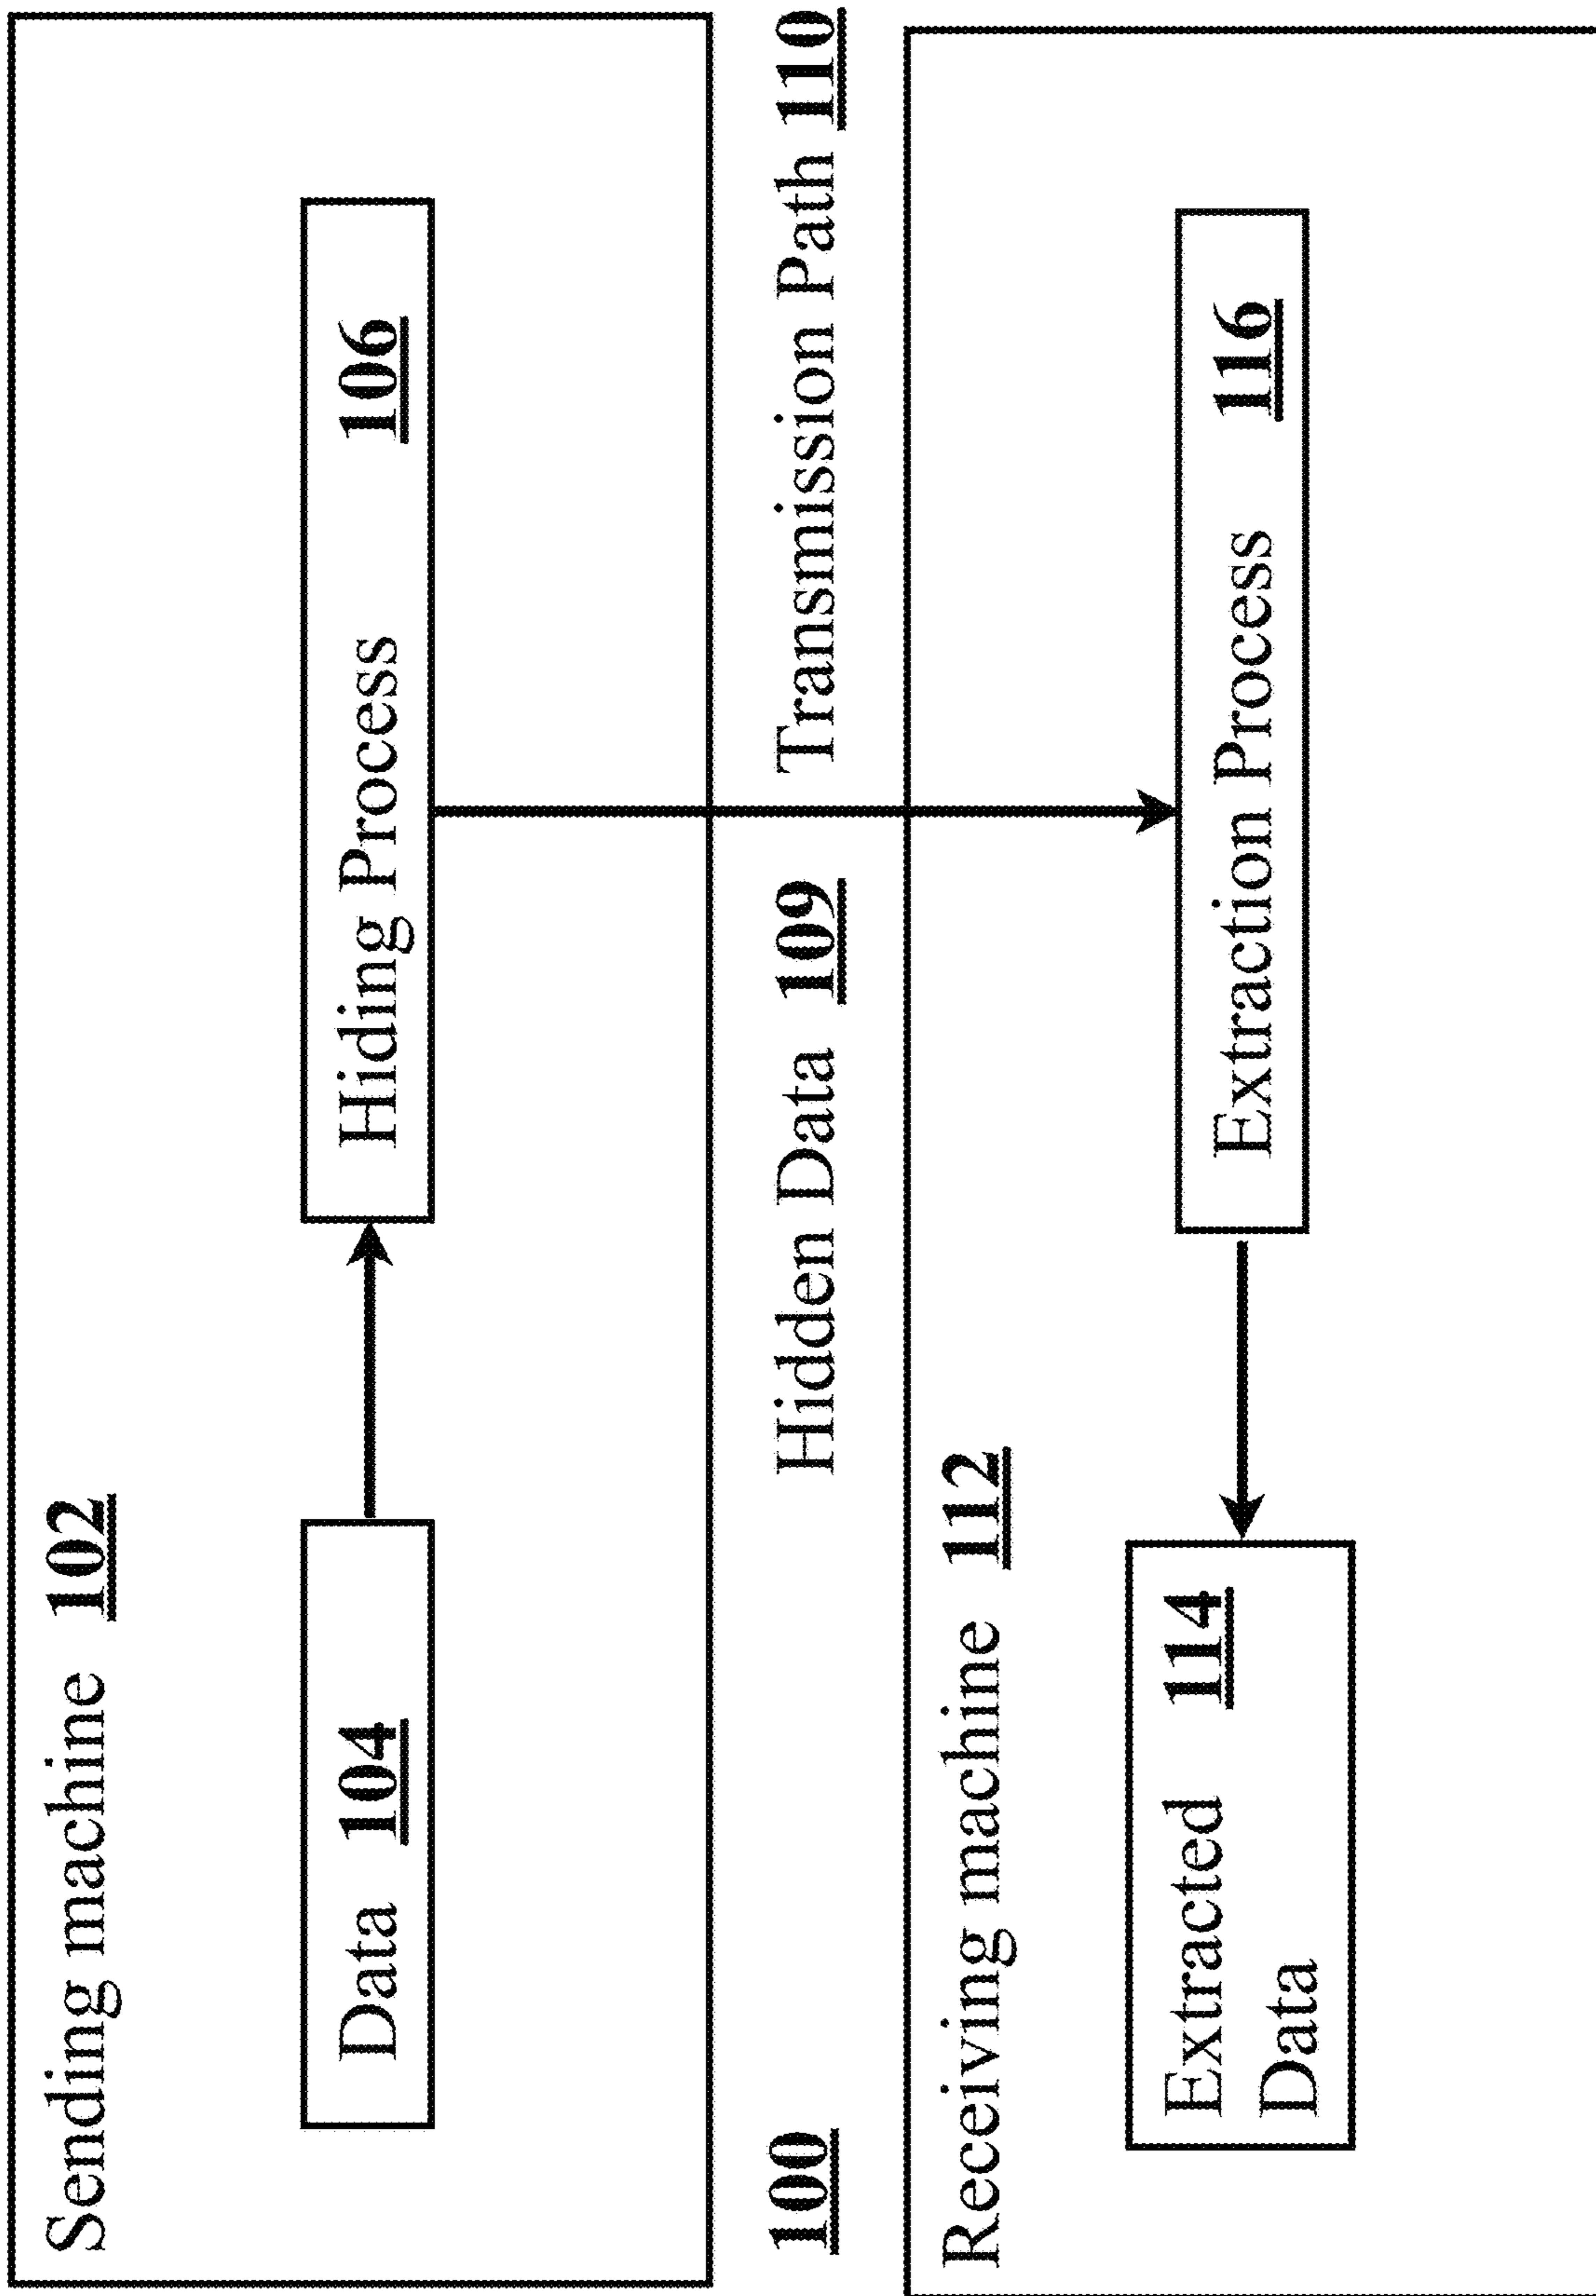 Sending machine 102
Data 104
Hiding Process 106
100
Hidden Data 109
Transmission Path 110
Receiving machine 112
Extracted 114
Data
Extraction Process 116